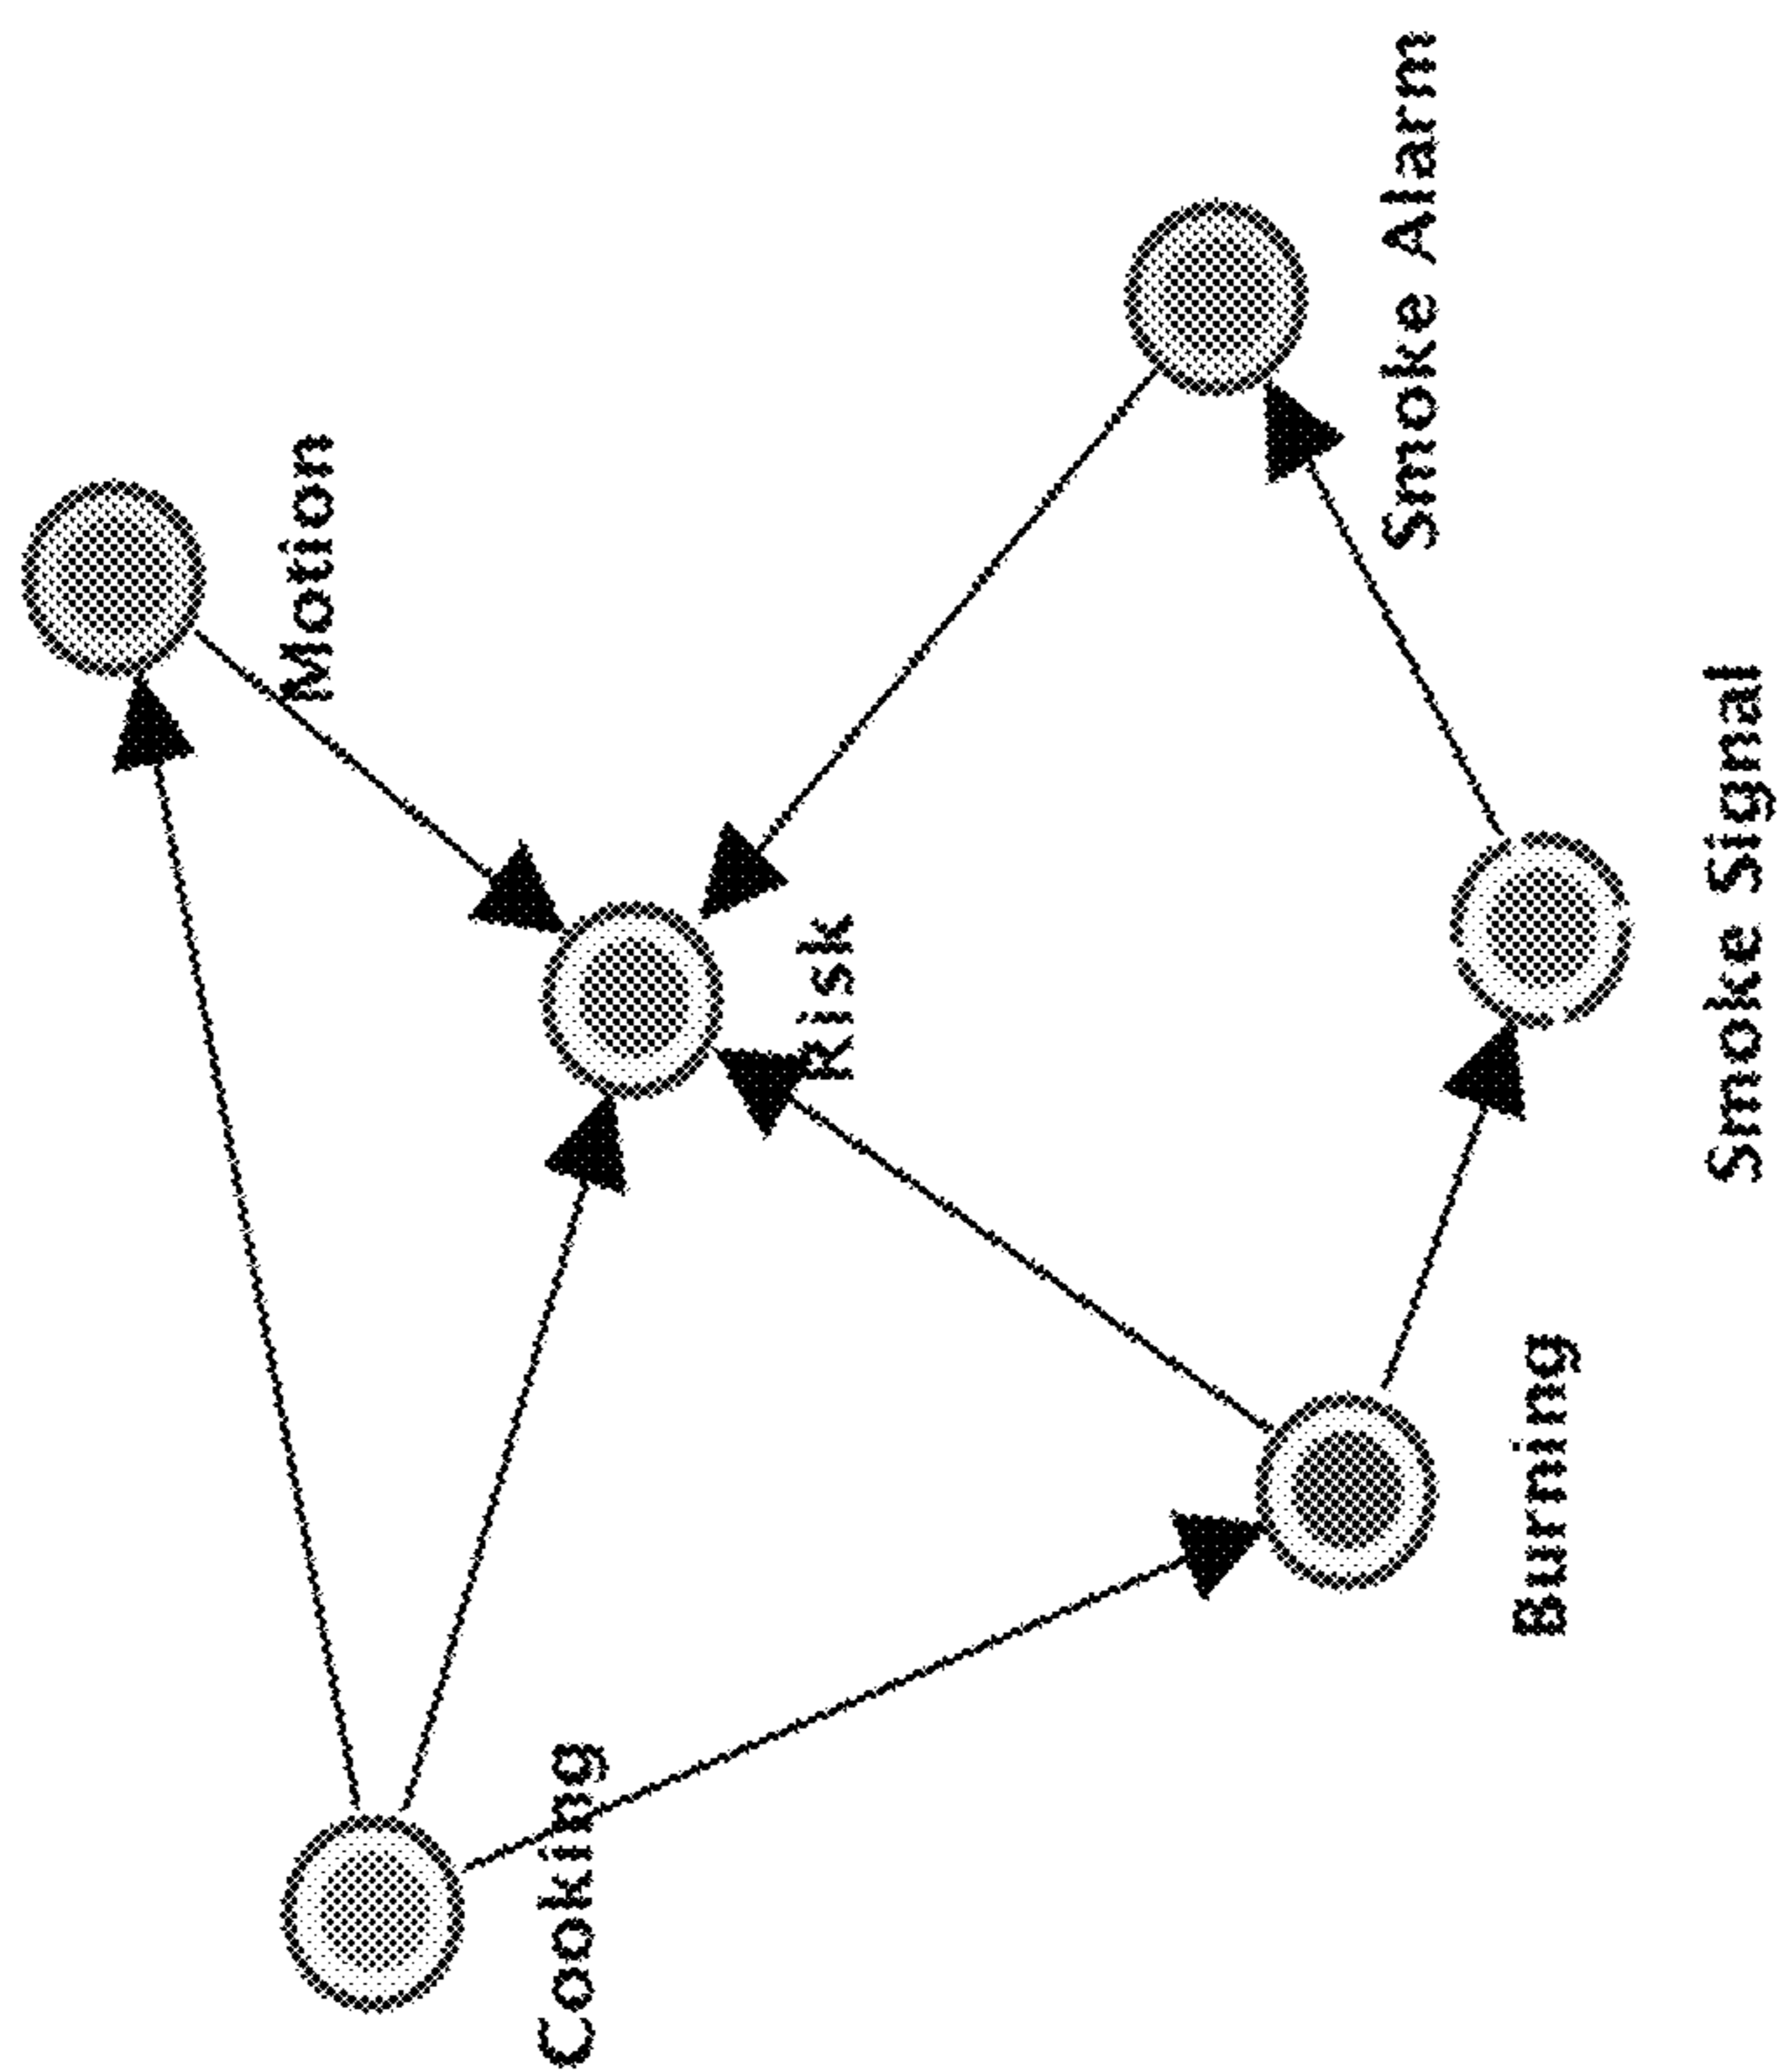 Cooking
Motion
Risk
Burning
Smoke Signal
Smoke Alarm